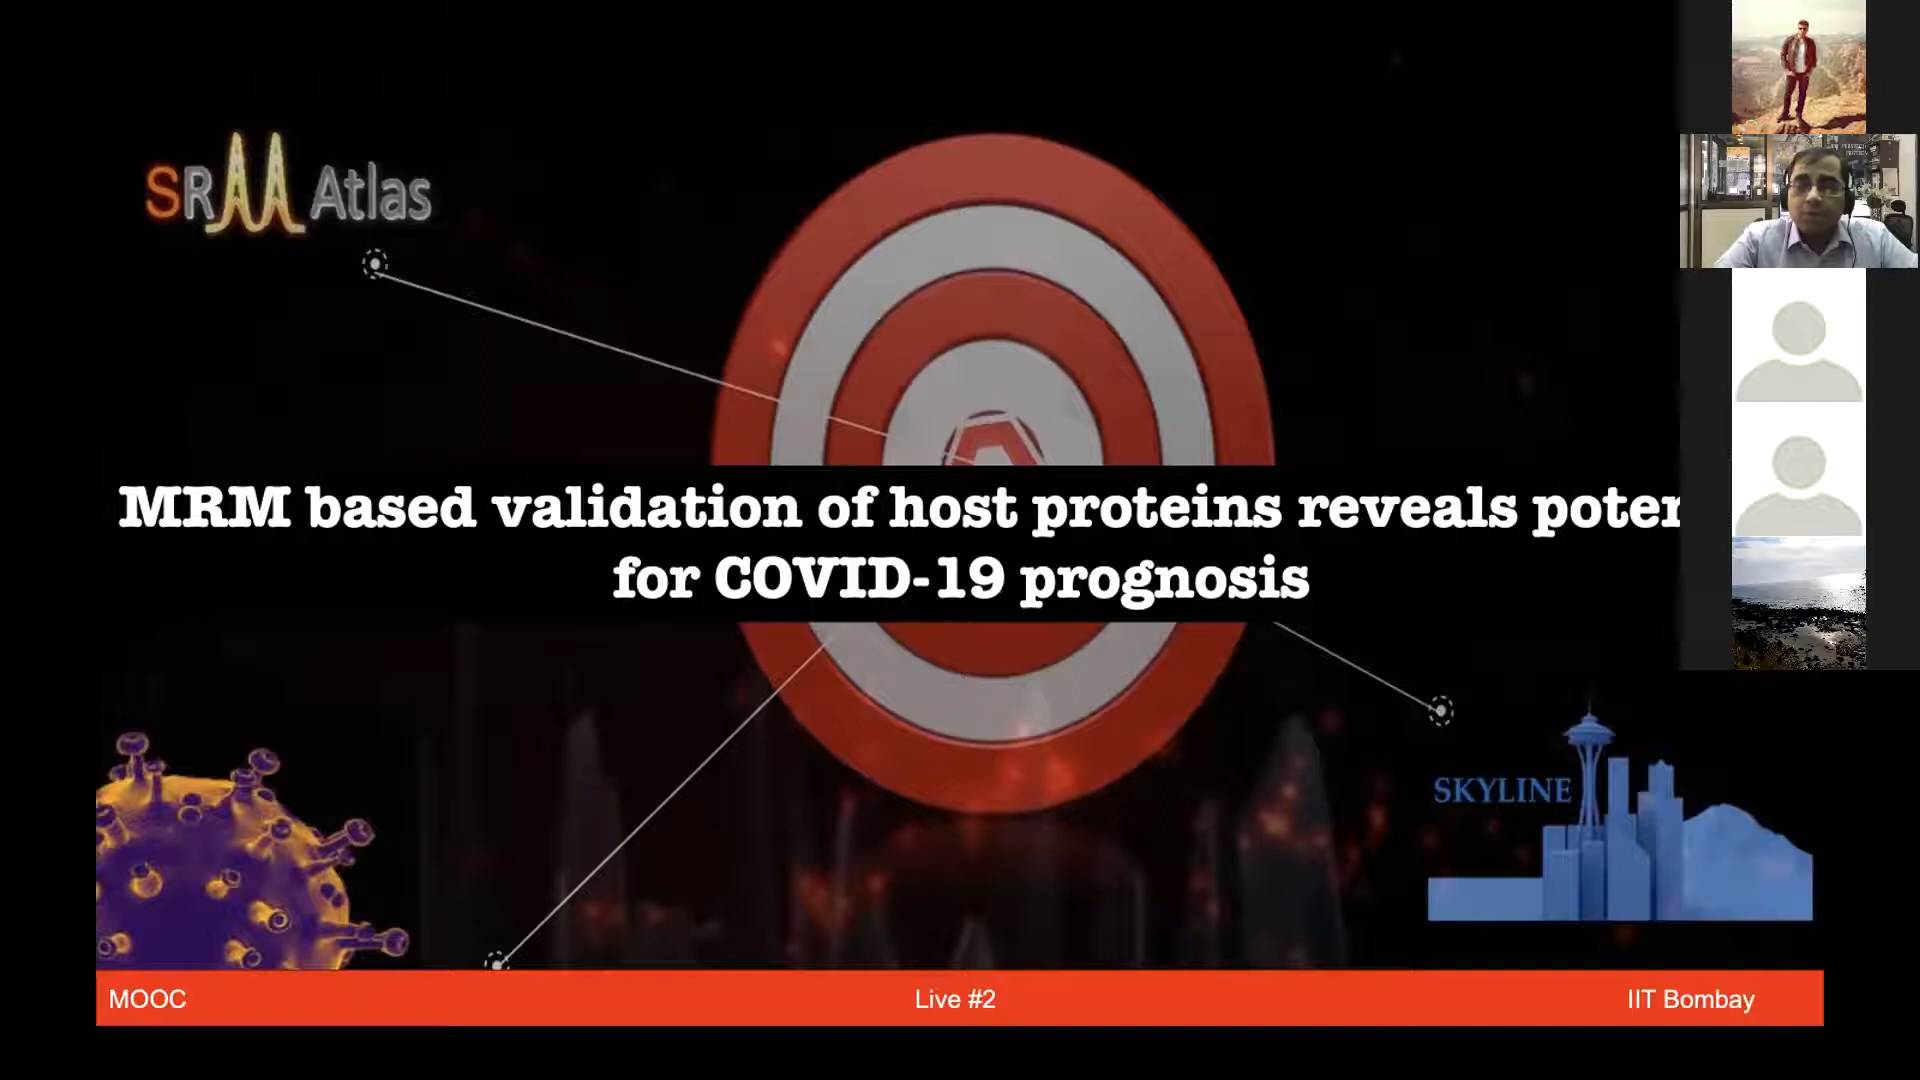 SRM Atlas
MRM based validation of host proteins reveals poten
for COVID-19 prognosis
SKYLINE
MOOC
Live #2
IIT Bombay